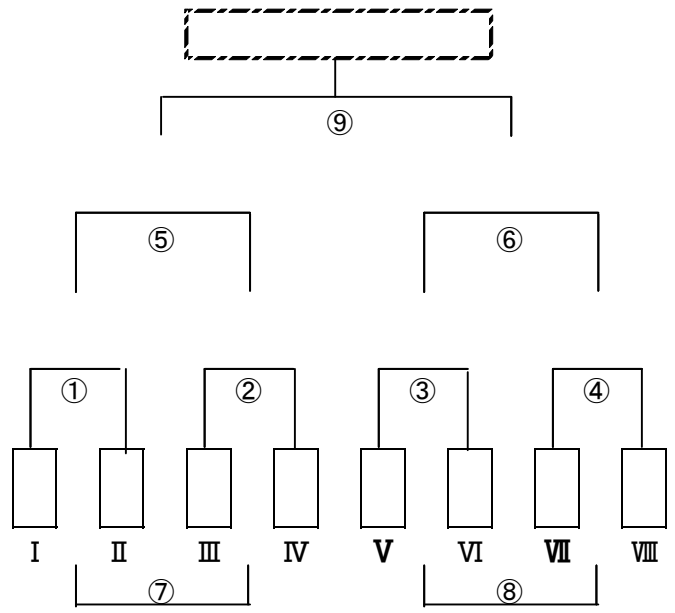 ⑨
⑤ ⑥
① ② ③ ④
Ⅰ Ⅱ Ⅲ Ⅳ Ⅴ Ⅵ Ⅶ Ⅷ
⑦ ⑧